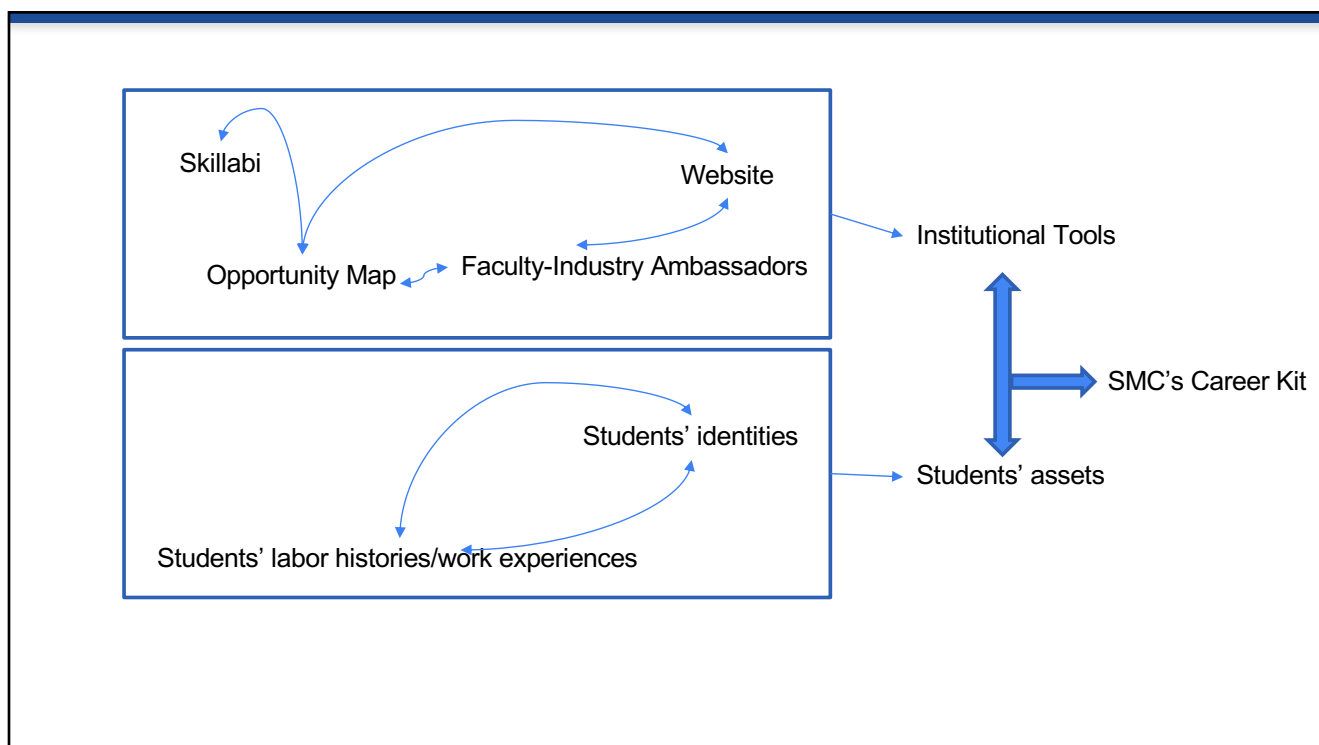 Skillabi
Website
Opportunity Map
Faculty-Industry Ambassadors
Institutional Tools
SMC’s Career Kit
Students’ identities
Students’ assets
Students’ labor histories/work experiences